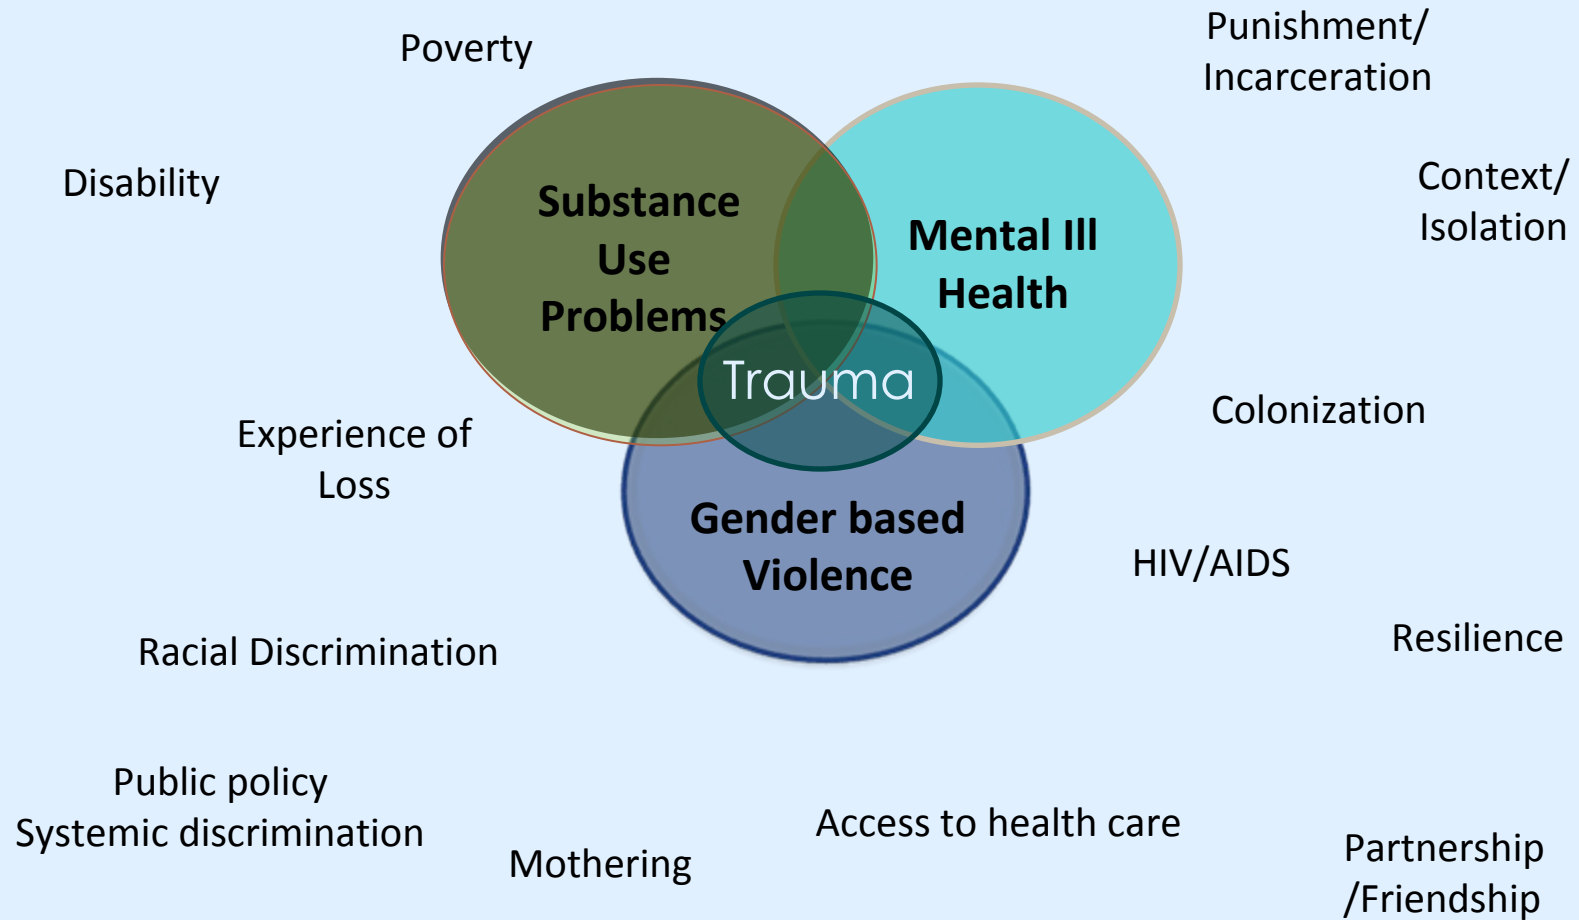 Poverty
Punishment/
Incarceration
Disability
Context/
Isolation
Substance
Use
Problems
Mental Ill
Health
Trauma
Experience of
Loss
Colonization
Gender based
Violence
HIV/AIDS
Racial Discrimination
Resilience
Public policy
Systemic discrimination
Mothering
Access to health care
Partnership
/Friendship